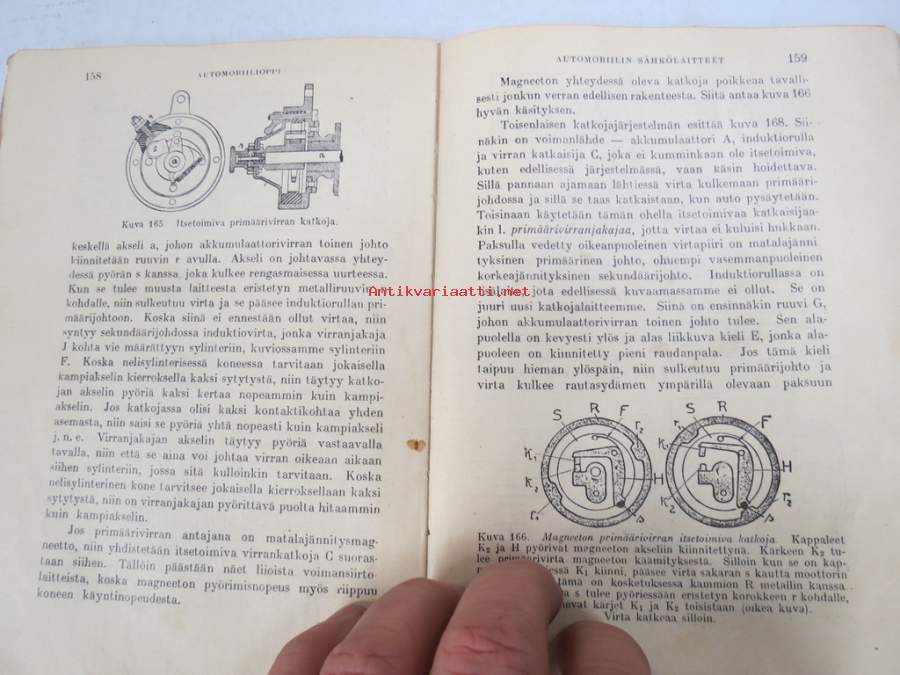 158
AUTOMOBIILIOPPI
Kuva 165 Itsetoimiva primäärivirran katkoja.
keskellä akseli a, johon akkumulaattorivirran toinen johto
kiinnitetään ruuvin r avulla. Akseli on johtavassa yhtey-
dessä pyörän s kanssa, joka kulkee rengasmaisessa uurteessa.
Kun se tulee muusta laitteesta eristetyn metalliruuvin
kohdalle, niin sulkeutuu virta ja se pääsee induktiorullan pri-
määrijohtoon. Koska siinä ei ennestään ollut virtaa, niin
syntyy sekundäärijohdossa induktiovirta, jonka virranjakaja
J kohta vie määrättyyn sylinteriin, kuviossamme sylinteriin
F. Koska nelisylinterisessä koneessa tarvitaan jokaisella
kampiakselin kierroksella kaksi sytytystä, niin täytyy katko-
jan akselin pyöriä kaksi kertaa nopeammin kuin kampi-
akselin. Jos katkojassa olisi kaksi kontaktikohtaa yhden
asemasta, niin saisi se pyöriä yhtä nopeasti kuin kampiakseli
j. n. e. Virranjakajan akselin täytyy pyöriä vastaavalla
tavalla, niin että se aina voi johtaa virran oikeaan aikaan
siihen sylinteriin, jossa sitä kulloinkin tarvitaan. Koska
nelisylinterinen kone tarvitsee jokaisella kierroksellaan kaksi
sytytystä, niin on virranjakajan pyörittävä puolta hitaammin
kuin kampiakselin.
Jos primäärivirran antajana on matalajännitysmag-
neetto, niin yhdistetään itsetoimiva virrankatkoja C suoras-
taan siihen. Tällöin päästään näet liioista voimansiirto-
laitteista, koska magneeton pyörimisnopeus myös riippuu
koneen käyntinopeudesta.
AUTOMOBIILIN SÄHKÖLAITTEET
159
Magneeton yhteydessä oleva katkoja poikkeaa tavalli-
sesti jonkun verran edellisen rakenteesta. Siitä antaa kuva 166
hyvän käsityksen.
Toisenlaisen katkojajärjestelmän esittää kuva 168. Sii-
näkin on voimanlähde — akkumulaattori A, induktiorulla
ja virran katkaisija C, joka ei kumminkaan ole itsetoimiva,
kuten edellisessä järjestelmässä, vaan käsin hoidettava.
Sillä pannaan ajamaan lähtiessä virta kulkemaan primääri-
johdossa ja sillä se taas katkaistaan, kun auto pysäytetään.
Toisinaan käytetään tämän ohella itsetoimivaa katkaisijaa-
kin l. primäärivirranjakajaa, jotta virtaa ei kuluisi hukkaan.
Paksulla vedetty oikeanpuoleinen virtapiiri on matalajänni
tyksinen primäärinen johto, ohuempi vasemmanpuoleinen
korkeajännityksinen sekundäärijohto. Induktiorullassa on
jota edellisessä kuvaamassamme ei ollut. Se on
juuri uusi katkojalaitteemme. Siinä on ensinnäkin ruuvi G,
johon akkumulaattorivirran toinen johto tulee. Sen ala-
puolella on kevyesti ylös ja alas liikkuva kieli E, jonka ala-
puoleen on kiinnitetty pieni raudanpala. Jos tämä kieli
taipuu hieman ylöspäin, niin sulkeutuu primäärijohto ja
virta kulkee rautasydämen ympärillä olevaan paksuun
Antikvariaatti.net
S R F r₂ S R F
K₁ K₁
H H
K₂ K₂
r₁ s s r₂
Kuva 166. Magneeton primäärivirran itsetoimiva katkoja. Kappaleet
K₂ ja H pyörivät magneeton akseliin kiinnitettyna. Kärkeen K₂ tu-
lee primäärivirta magneeton käämityksesta. Silloin kun se on kap-
K₁ kiinni, pääsee virta sakaran s kautta moottorin
tämä on kosketuksessa kammion R metallin kanssa
s tulee pyöriessään eristetyn korokkeen r kohdalle,
kärjet K₁ ja K₂ toisistaan (oikea kuva).
Virta katkeaa silloin.